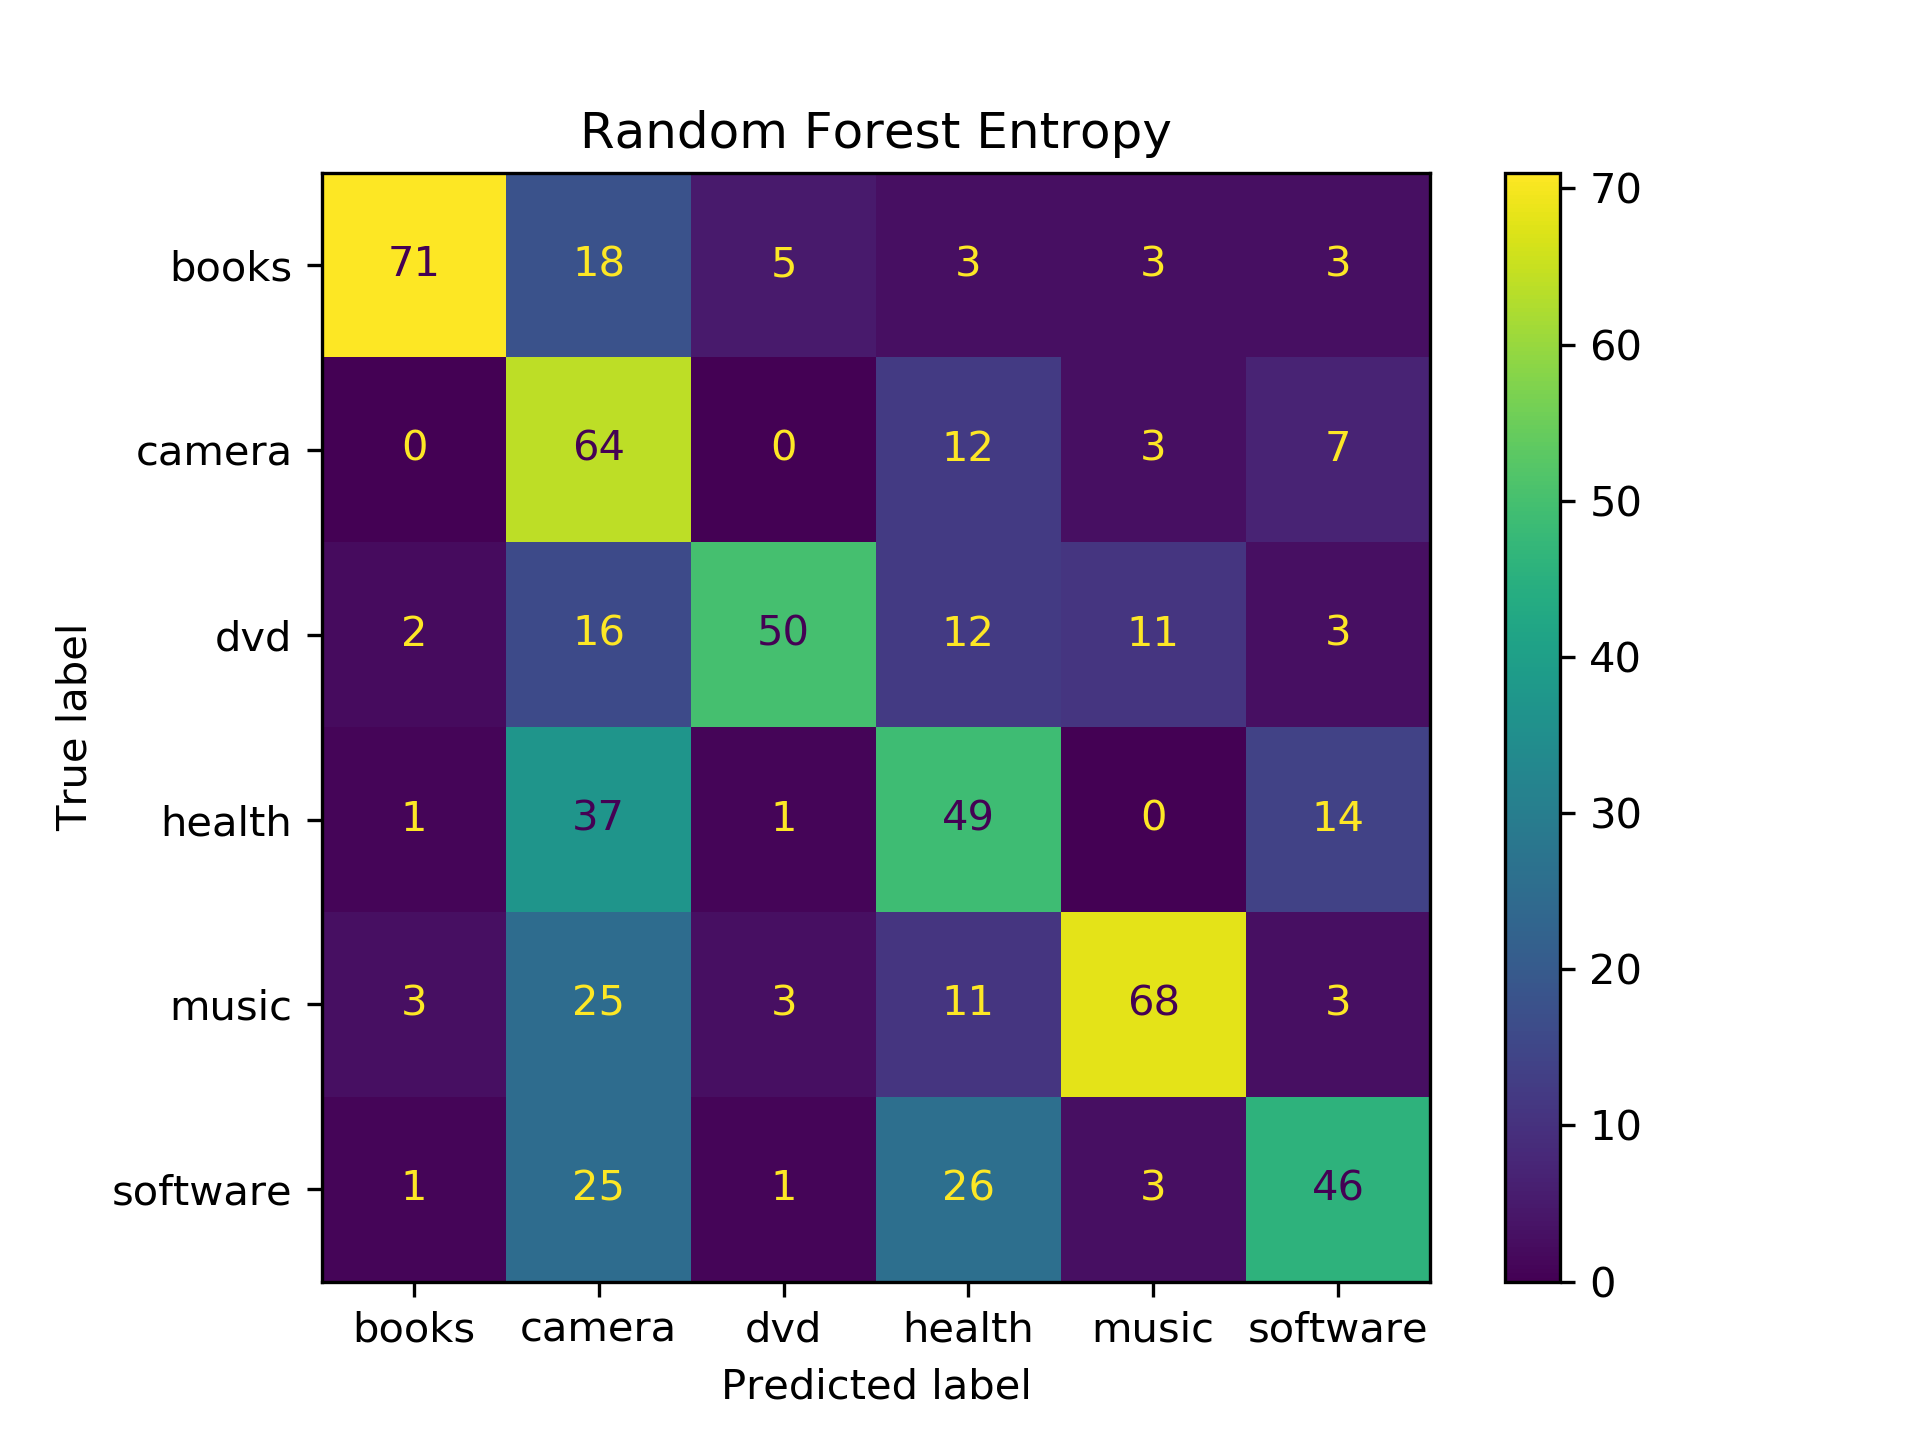 Random Forest Entropy
books 71 18 5 3 3 3
camera 0 64 0 12 3 7
dvd 2 16 50 12 11 3
health 1 37 1 49 0 14
music 3 25 3 11 68 3
software 1 25 1 26 3 46
books camera dvd health music software
Predicted label
True label
70
60
50
40
30
20
10
0